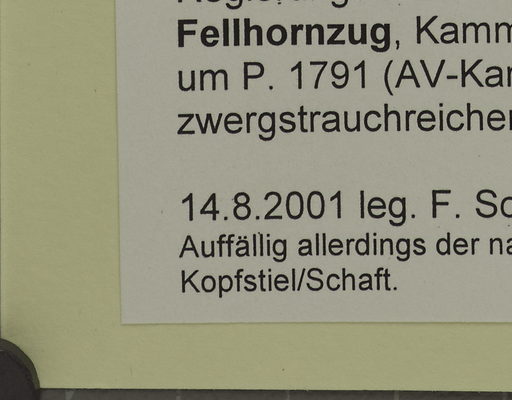 Fellhornzug, Kamm
um P. 1791 (AV-Kar
zwergstrauchreicher
14.8.2001 leg. F. Sc
Auffällig allerdings der na
Kopfstiel/Schaft.